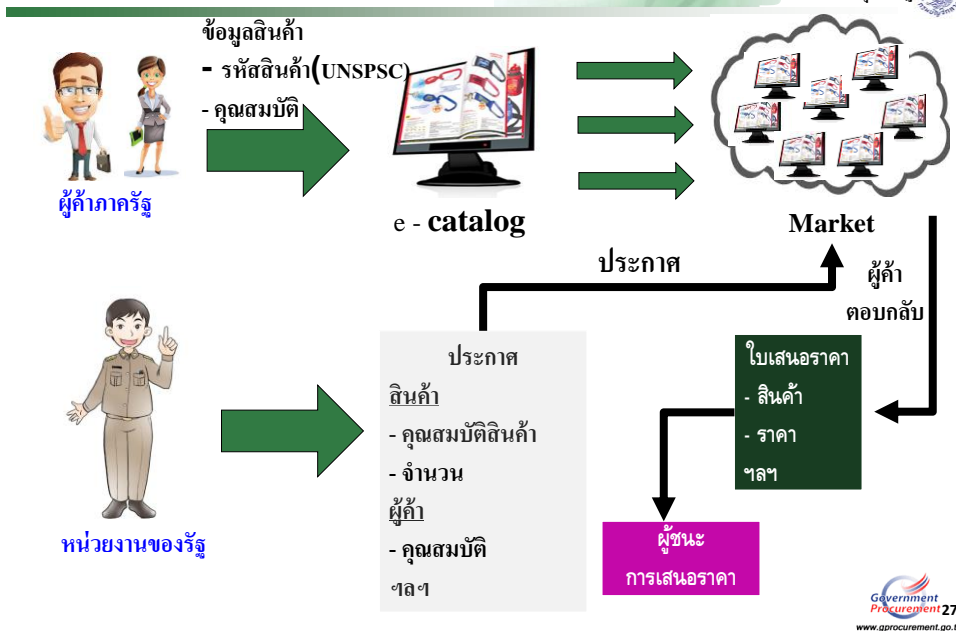 ข้อมูลสินค้า
- รหัสสินค้า(UNSPSC)
- คุณสมบัติ
ผู้ค้าภาครัฐ
e - catalog
Market
ประกาศ
ผู้ค้า
ตอบกลับ
ประกาศ
สินค้า
- คุณสมบัติสินค้า
- จำนวน
ผู้ค้า
- คุณสมบัติ
ฯลฯ
ใบเสนอราคา
- สินค้า
- ราคา
ฯลฯ
หน่วยงานของรัฐ
ผู้ชนะ
การเสนอราคา
Government
Procurement 27
www.gprocurement.go.t